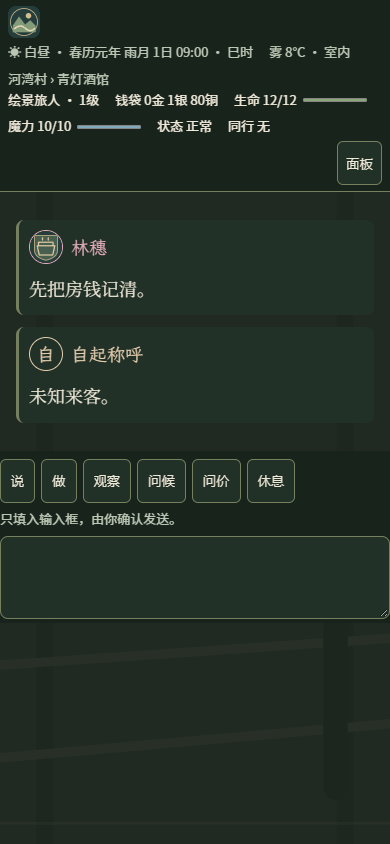 白昼 • 春历元年 雨月 1日 09:00 • 巳时 雾 8°C • 室内
河湾村 › 青灯酒馆
绘景旅人 • 1级 钱袋 0金 1银 80铜 生命 12/12
魔力 10/10 状态 正常 同行 无
面板
林穗
先把房钱记清。
自 自起称呼
未知来客。
说 做 观察 问候 问价 休息
只填入输入框，由你确认发送。